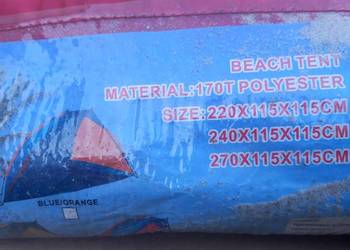 BEACH TENT
MATERIAL:170T POLYESTER
SIZE:220X115X115CM
240X115X115CM
270X115X115CM
BLUE/ORANGE